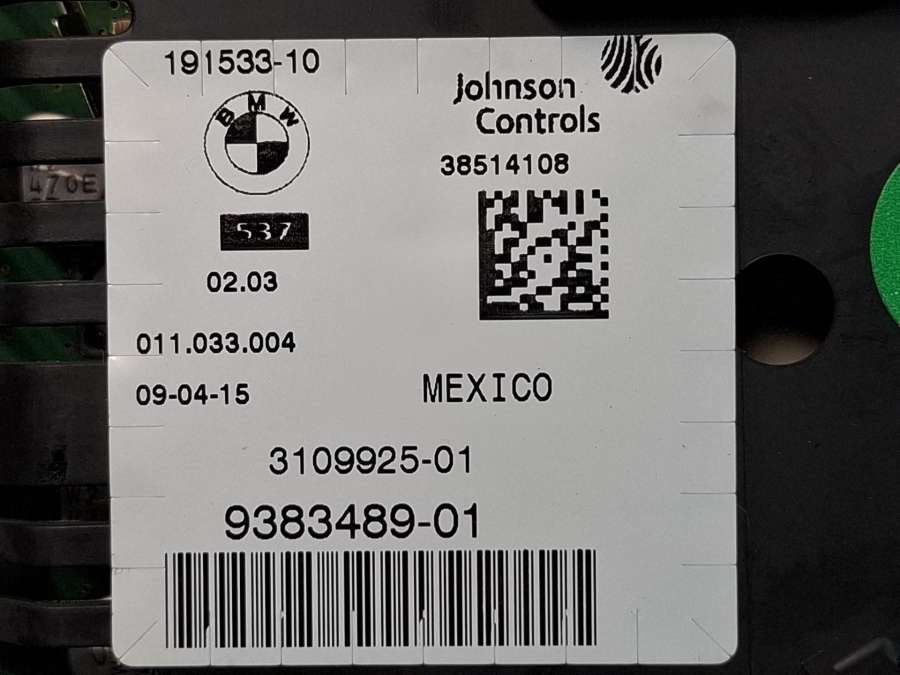 191533-10
Johnson
Controls
BMW
38514108
537
02.03
011.033.004
09-04-15
MEXICO
3109925-01
9383489-01
470E